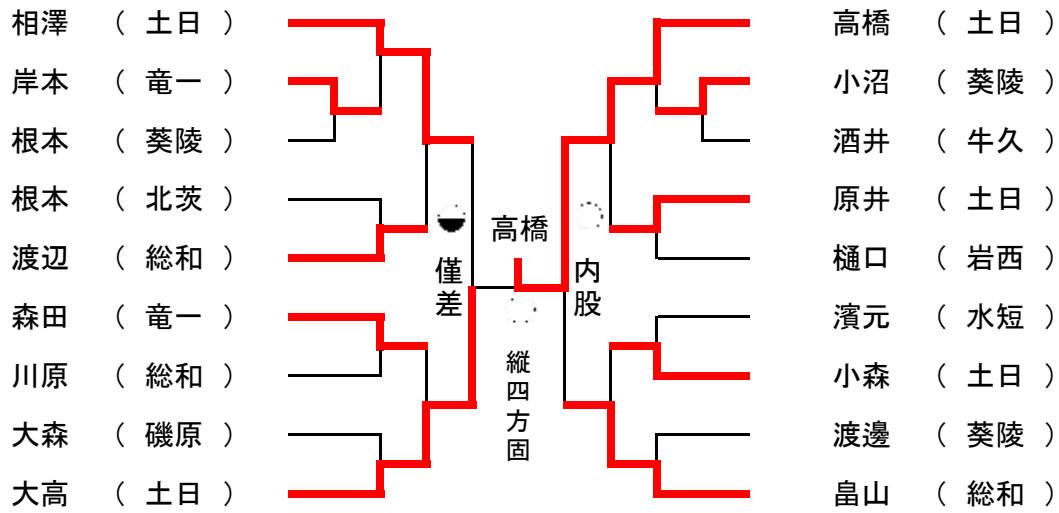 相澤 （ 土日 ）
岸本 （ 竜一 ）
根本 （ 葵陵 ）
根本 （ 北茨 ）
渡辺 （ 総和 ）
森田 （ 竜一 ）
川原 （ 総和 ）
大森 （ 磯原 ）
大高 （ 土日 ）
僅差
高橋
縦四方固
内股
高橋 （ 土日 ）
小沼 （ 葵陵 ）
酒井 （ 牛久 ）
原井 （ 土日 ）
樋口 （ 岩西 ）
濱元 （ 水短 ）
小森 （ 土日 ）
渡邊 （ 葵陵 ）
畠山 （ 総和 ）